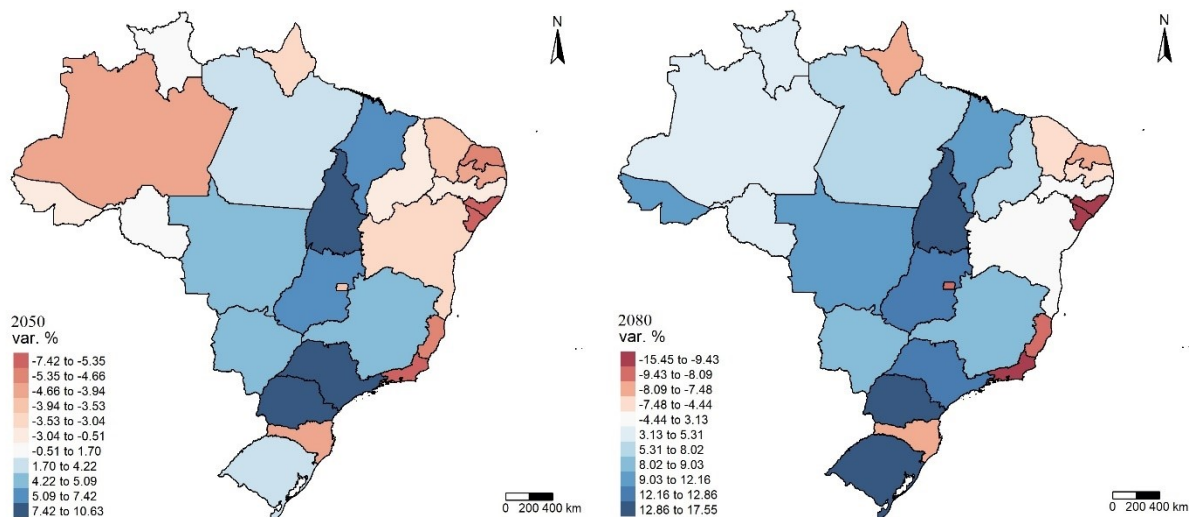 N
2050
var. %
-7.42 to -5.35
-5.35 to -4.66
-4.66 to -3.94
-3.94 to -3.53
-3.53 to -3.04
-3.04 to -0.51
-0.51 to 1.70
1.70 to 4.22
4.22 to 5.09
5.09 to 7.42
7.42 to 10.63
0 200 400 km
N
2080
var. %
-15.45 to -9.43
-9.43 to -8.09
-8.09 to -7.48
-7.48 to -4.44
-4.44 to 3.13
3.13 to 5.31
5.31 to 8.02
8.02 to 9.03
9.03 to 12.16
12.16 to 12.86
12.86 to 17.55
0 200 400 km